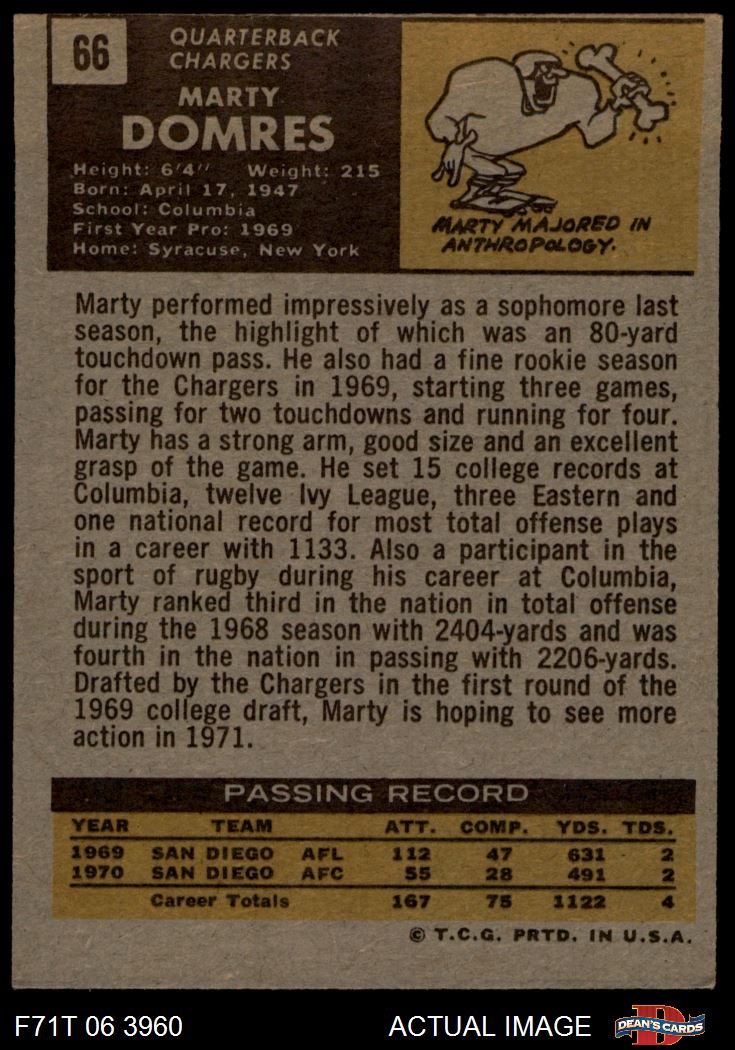 66
QUARTERBACK
CHARGERS
MARTY
DOMRES
Height: 6'4" Weight: 215
Born: April 17, 1947
School: Columbia
First Year Pro: 1969
Home: Syracuse, New York
MARTY MAJORED IN
ANTHROPOLOGY.
Marty performed impressively as a sophomore last
season, the highlight of which was an 80-yard
touchdown pass. He also had a fine rookie season
for the Chargers in 1969, starting three games,
passing for two touchdowns and running for four.
Marty has a strong arm, good size and an excellent
grasp of the game. He set 15 college records at
Columbia, twelve Ivy League, three Eastern and
one national record for most total offense plays
in a career with 1133. Also a participant in the
sport of rugby during his career at Columbia,
Marty ranked third in the nation in total offense
during the 1968 season with 2404-yards and was
fourth in the nation in passing with 2206-yards.
Drafted by the Chargers in the first round of the
1969 college draft, Marty is hoping to see more
action in 1971.
PASSING RECORD
YEAR TEAM ATT. COMP. YDS. TDS.
1969 SAN DIEGO AFL 112 47 631 2
1970 SAN DIEGO AFC 55 28 491 2
Career Totals 167 75 1122 4
© T.C.G. PRTD. IN U.S.A.
F71T 06 3960 ACTUAL IMAGE D DEAN'S CARDS